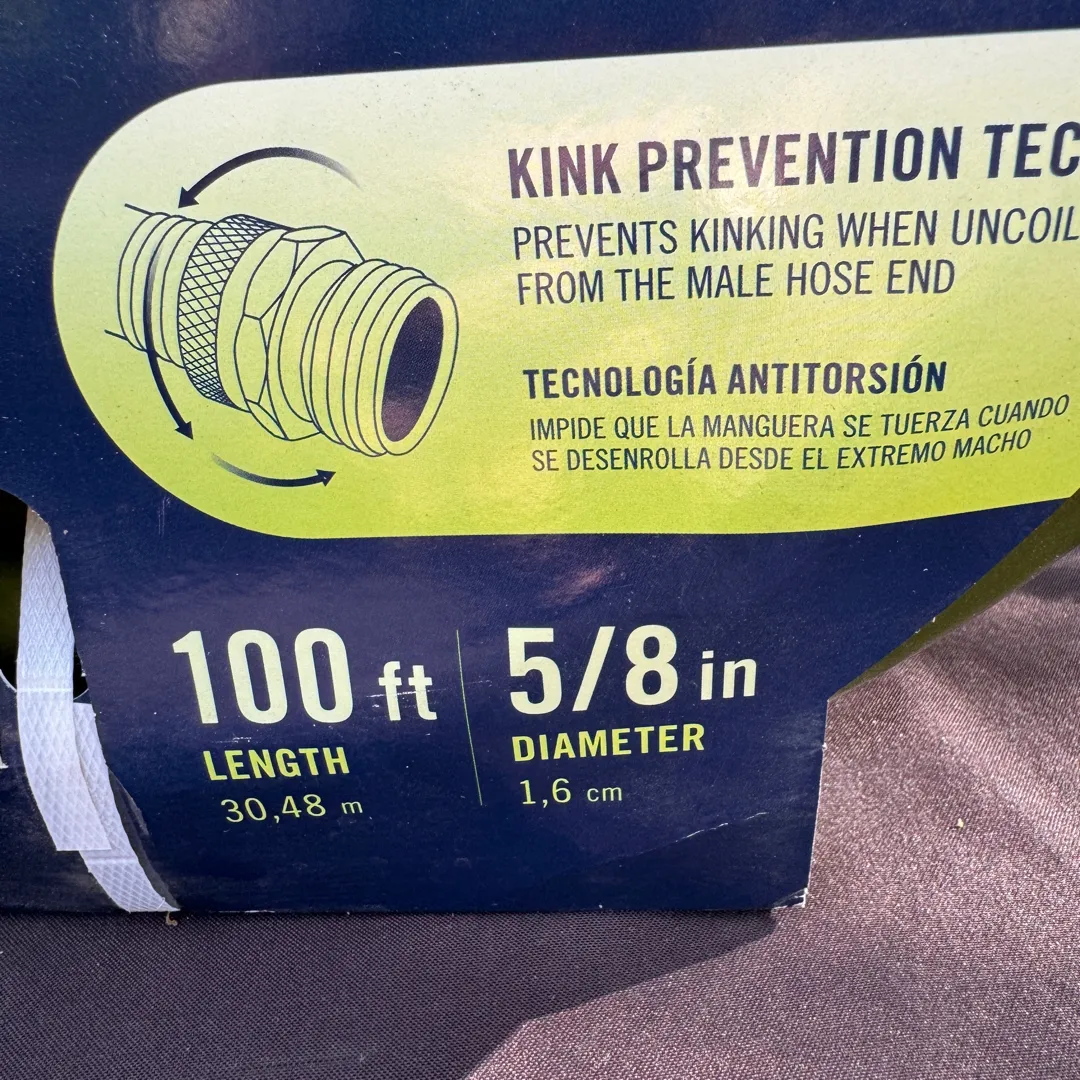 KINK PREVENTION TEC
PREVENTS KINKING WHEN UNCOIL
FROM THE MALE HOSE END
TECNOLOGÍA ANTITORSIÓN
IMPIDE QUE LA MANGUERA SE TUERZA CUANDO
SE DESENROLLA DESDE EL EXTREMO MACHO
100 ft
LENGTH
30,48 m
5/8 in
DIAMETER
1,6 cm